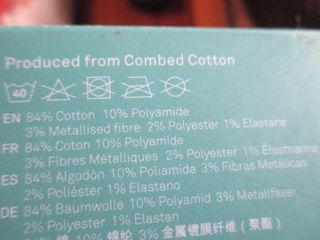 Produced from Combed Cotton
40
EN 84% Cotton 10% Polyamide
3% Metallised fibre 2% Polyester 1% Elastane
FR 84% Coton 10% Polyamide
3% Fibres Métalliques 2% Polyester 1% Élasthanne
ES 84% Algodón 10% Poliamida 3% Fibras Metálicas
2% Poliéster 1% Elastano
DE 84% Baumwolle 10% Polyamid 3% Metallfaser
2% Polyester 1% Elastan
棉 10% 锦纶 3% 金属镀膜纤维（聚酯）